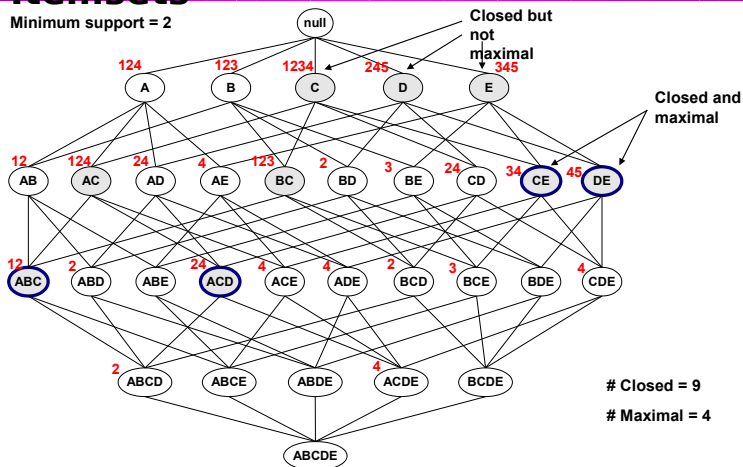 Itemsets
Minimum support = 2
null
Closed but
not
maximal
124 123 1234 245 345
A B C D E
Closed and
maximal
12 124 24 4 123 2 3 24 34 45
AB AC AD AE BC BD BE CD CE DE
12 2 24 4 4 2 3 4
ABC ABD ABE ACD ACE ADE BCD BCE BDE CDE
2 4
ABCD ABCE ABDE ACDE BCDE
# Closed = 9
# Maximal = 4
ABCDE